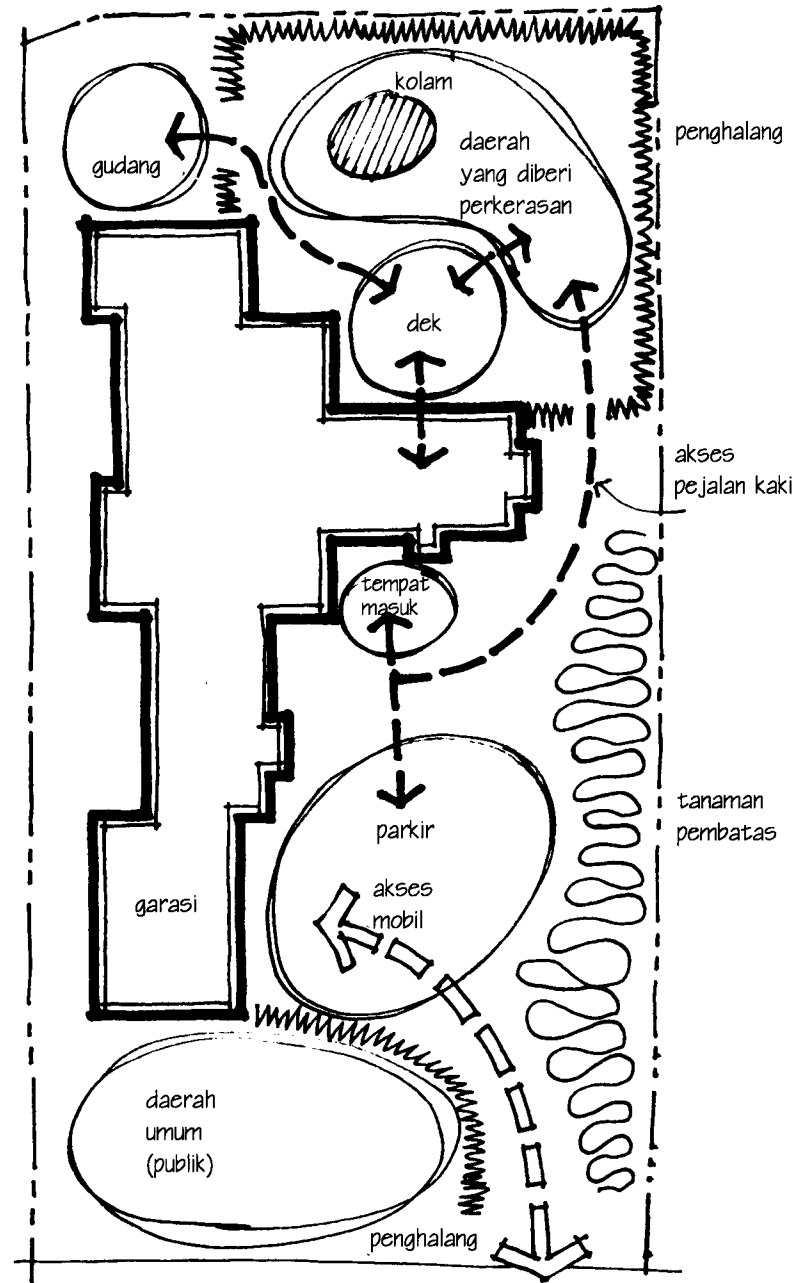 kolam
penghalang
daerah
yang diberi
perkerasan
gudang
dek
akses
pejalan kaki
tempat
masuk
tanaman
pembatas
parkir
akses
mobil
garasi
daerah
umum
(publik)
penghalang